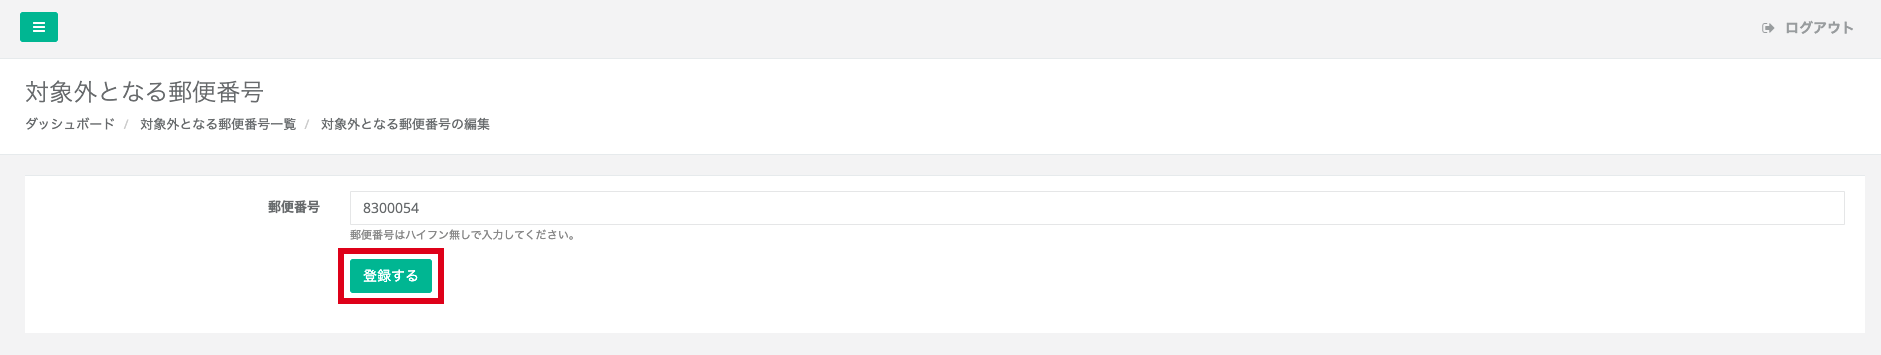 ログアウト
対象外となる郵便番号
ダッシュボード / 対象外となる郵便番号一覧 / 対象外となる郵便番号の編集
郵便番号 8300054
郵便番号はハイフン無しで入力してください。
登録する